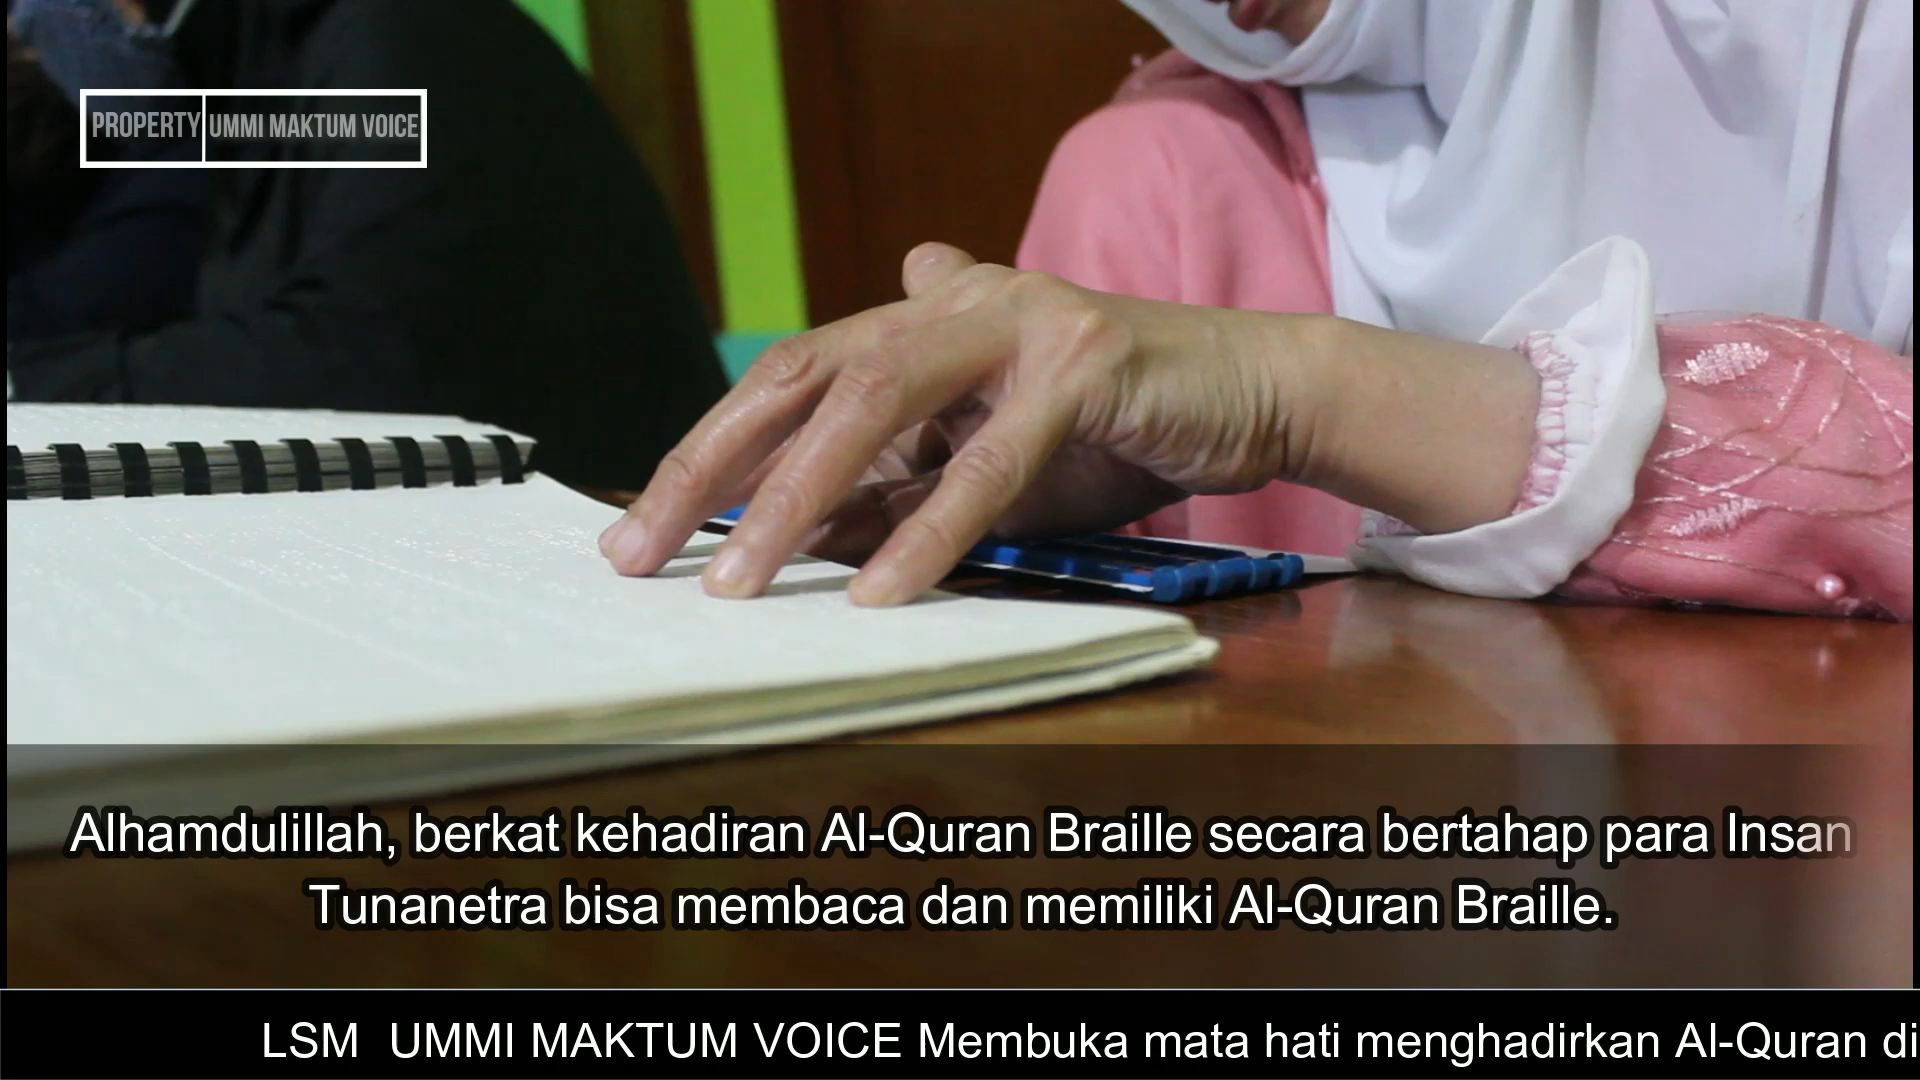 PROPERTY UMMI MAKTUM VOICE
Alhamdulillah, berkat kehadiran Al-Quran Braille secara bertahap para Insan
Tunanetra bisa membaca dan memiliki Al-Quran Braille.
LSM UMMI MAKTUM VOICE Membuka mata hati menghadirkan Al-Quran di